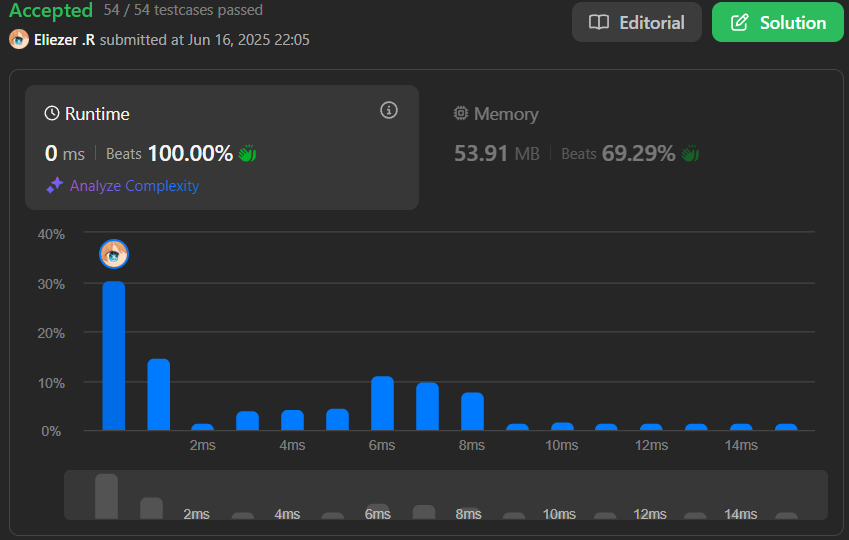 Accepted 54 / 54 testcases passed
Eliezer .R submitted at Jun 16, 2025 22:05
Editorial
Solution
Runtime
0 ms Beats 100.00%
Analyze Complexity
Memory
53.91 MB Beats 69.29%
40%
30%
20%
10%
0%
2ms 4ms 6ms 8ms 10ms 12ms 14ms
2ms 4ms 6ms 8ms 10ms 12ms 14ms